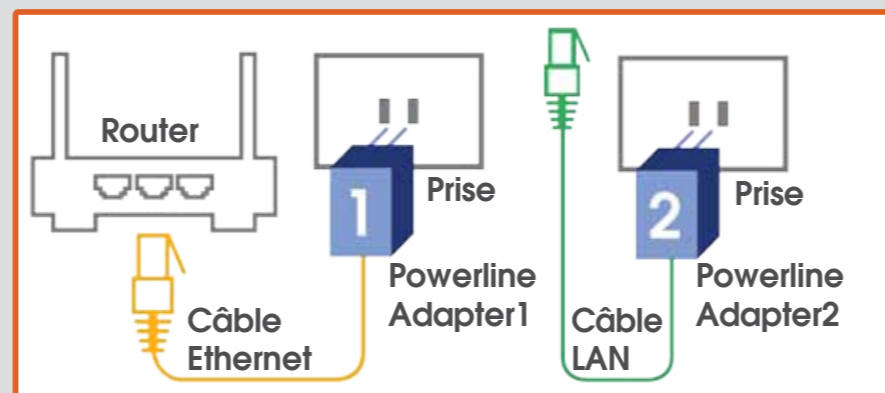 Router
1
Prise
Powerline
Adapter1
Câble
Ethernet
2
Prise
Powerline
Adapter2
Câble
LAN